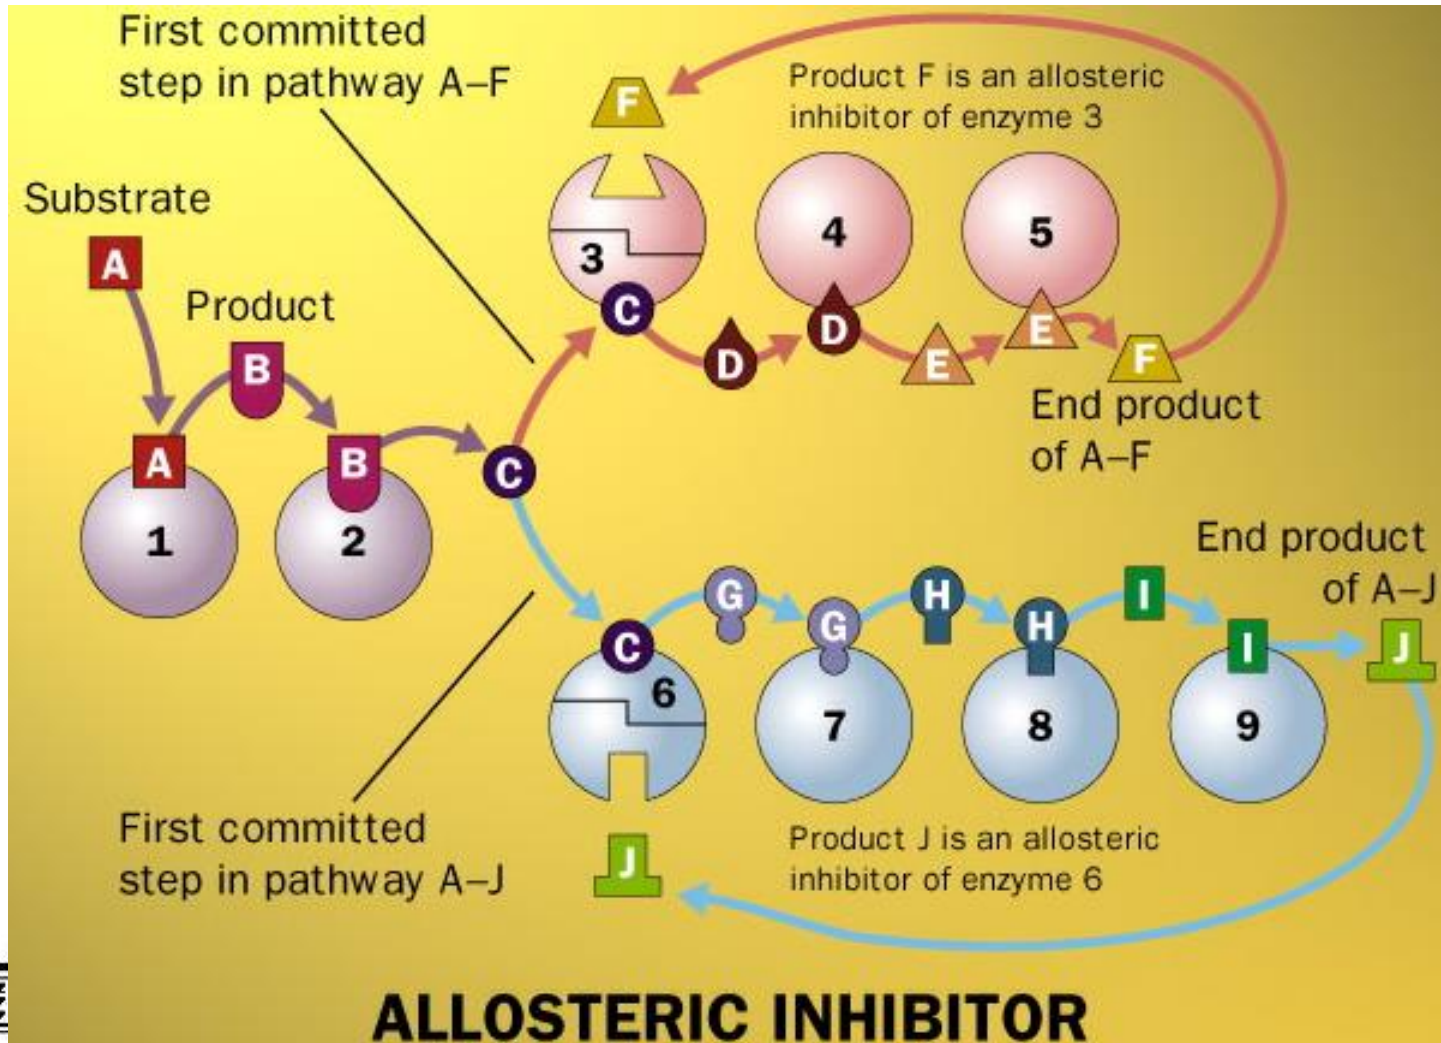 First committed
step in pathway A–F
Product F is an allosteric
inhibitor of enzyme 3
F
Substrate
A
3
4
5
Product
B
C
D
D
E
E
F
End product
of A–F
A
B
C
1
2
End product
of A–J
C
G
G
H
H
I
I
J
6
7
8
9
First committed
step in pathway A–J
J
Product J is an allosteric
inhibitor of enzyme 6
ALLOSTERIC INHIBITOR